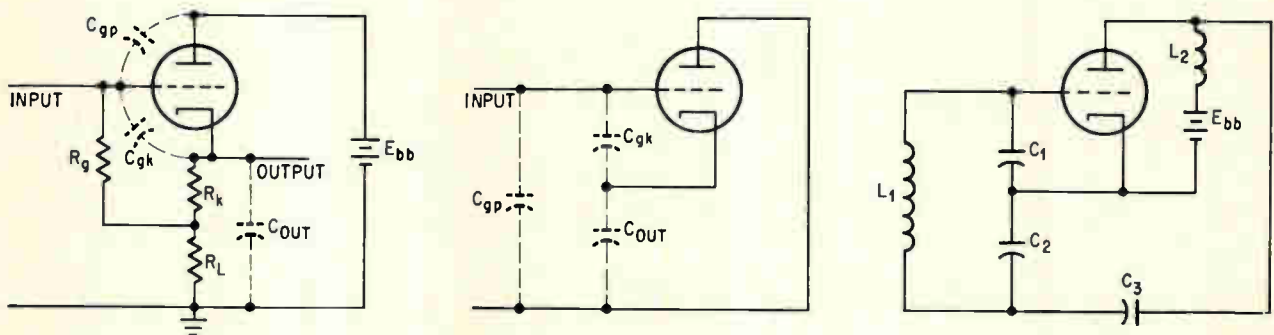 Cgp
INPUT
Rg
Cgk
OUTPUT
Rk
COUT
RL
Ebb
INPUT
Cgk
Cgp
COUT
L2
Ebb
C1
L1
C2
C3